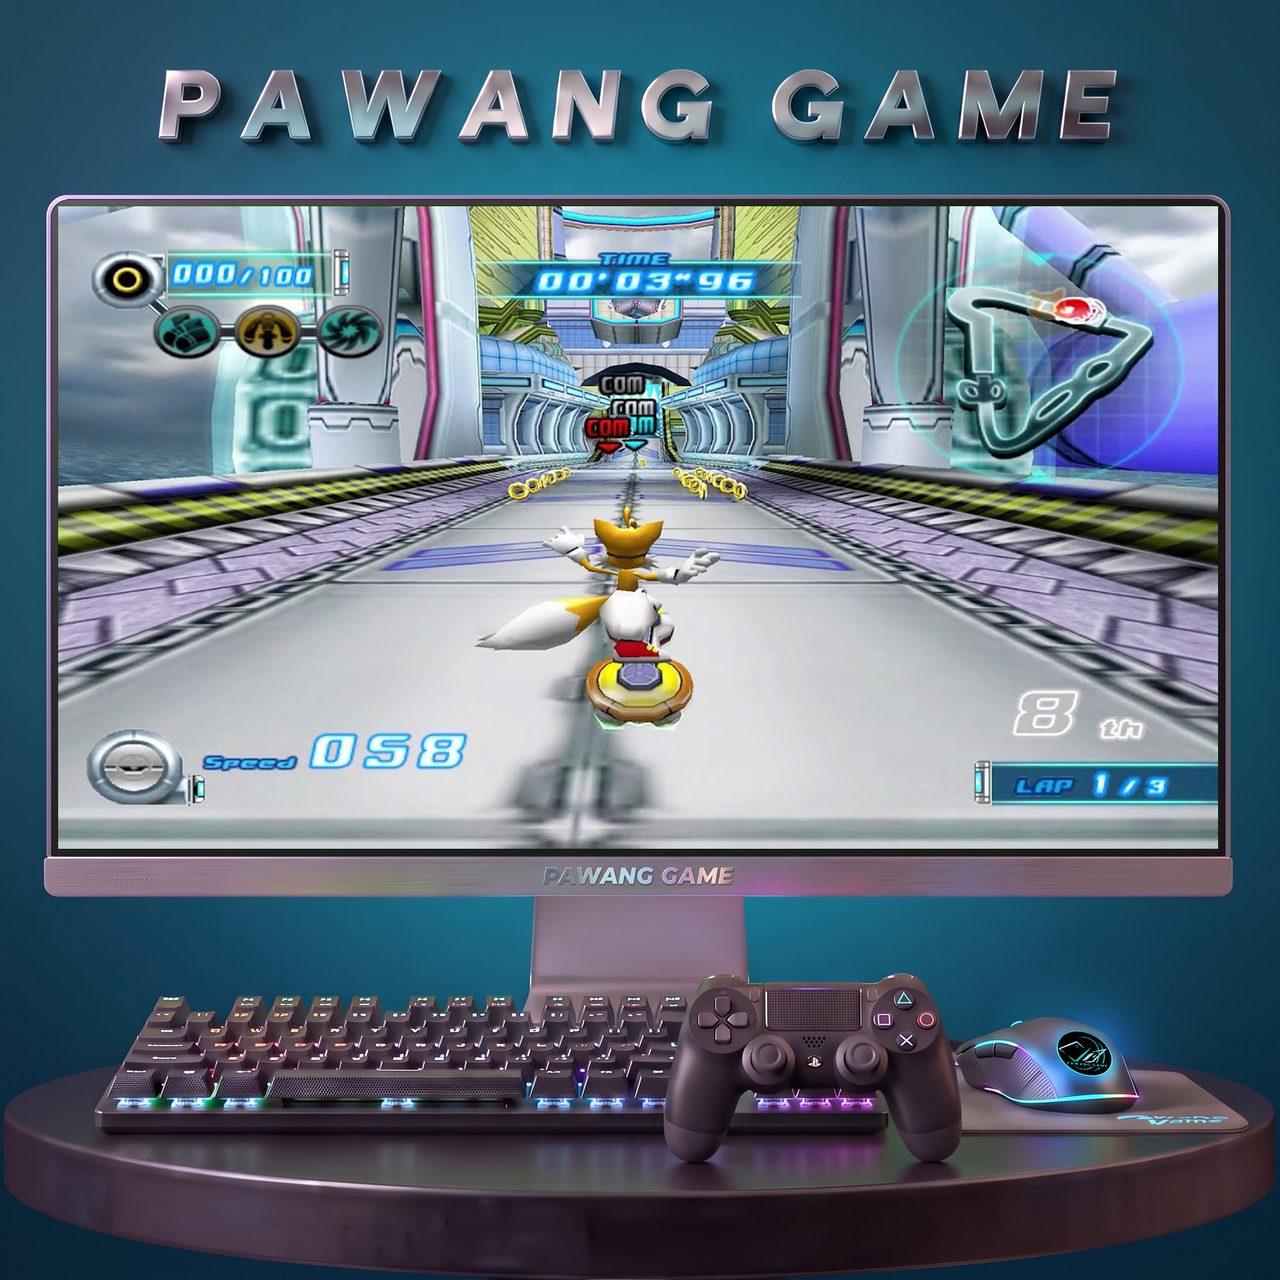 PAWANG GAME
000/100
TIME
00'03"96
COM
COM
COM
Speed 058
8 th
LAP 1/3
PAWANG GAME